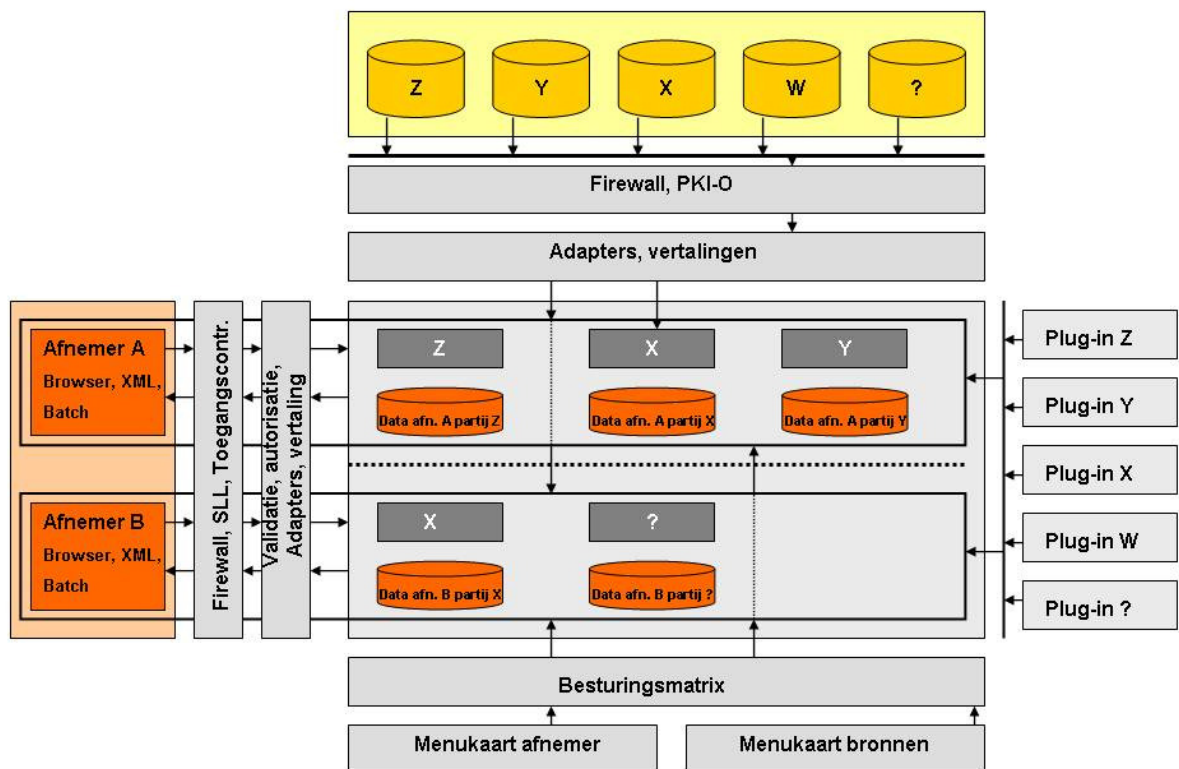 Z
Y
X
W
?
Firewall, PKI-O
Adapters, vertalingen
Afnemer A
Browser, XML,
Batch
Afnemer B
Browser, XML,
Batch
Firewall, SLL, Toegangscontr.
Validatie, autorisatie,
Adapters, vertaling
Z
X
Y
Data afn. A partij Z
Data afn. A partij X
Data afn. A partij Y
X
?
Data afn. B partij X
Data afn. B partij ?
Plug-in Z
Plug-in Y
Plug-in X
Plug-in W
Plug-in ?
Besturingsmatrix
Menukaart afnemer
Menukaart bronnen